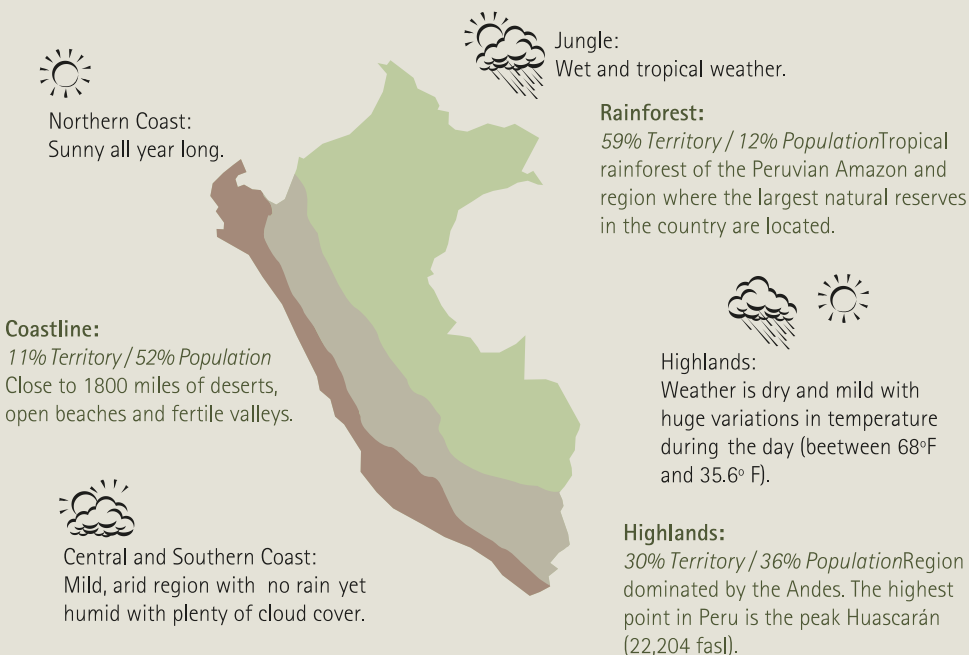 Jungle:
Wet and tropical weather.
Northern Coast:
Sunny all year long.
Rainforest:
59% Territory / 12% PopulationTropical
rainforest of the Peruvian Amazon and
region where the largest natural reserves
in the country are located.
Coastline:
11% Territory / 52% Population
Close to 1800 miles of deserts,
open beaches and fertile valleys.
Highlands:
Weather is dry and mild with
huge variations in temperature
during the day (beetween 68ºF
and 35.6º F).
Central and Southern Coast:
Mild, arid region with no rain yet
humid with plenty of cloud cover.
Highlands:
30% Territory / 36% PopulationRegion
dominated by the Andes. The highest
point in Peru is the peak Huascarán
(22,204 fasl).